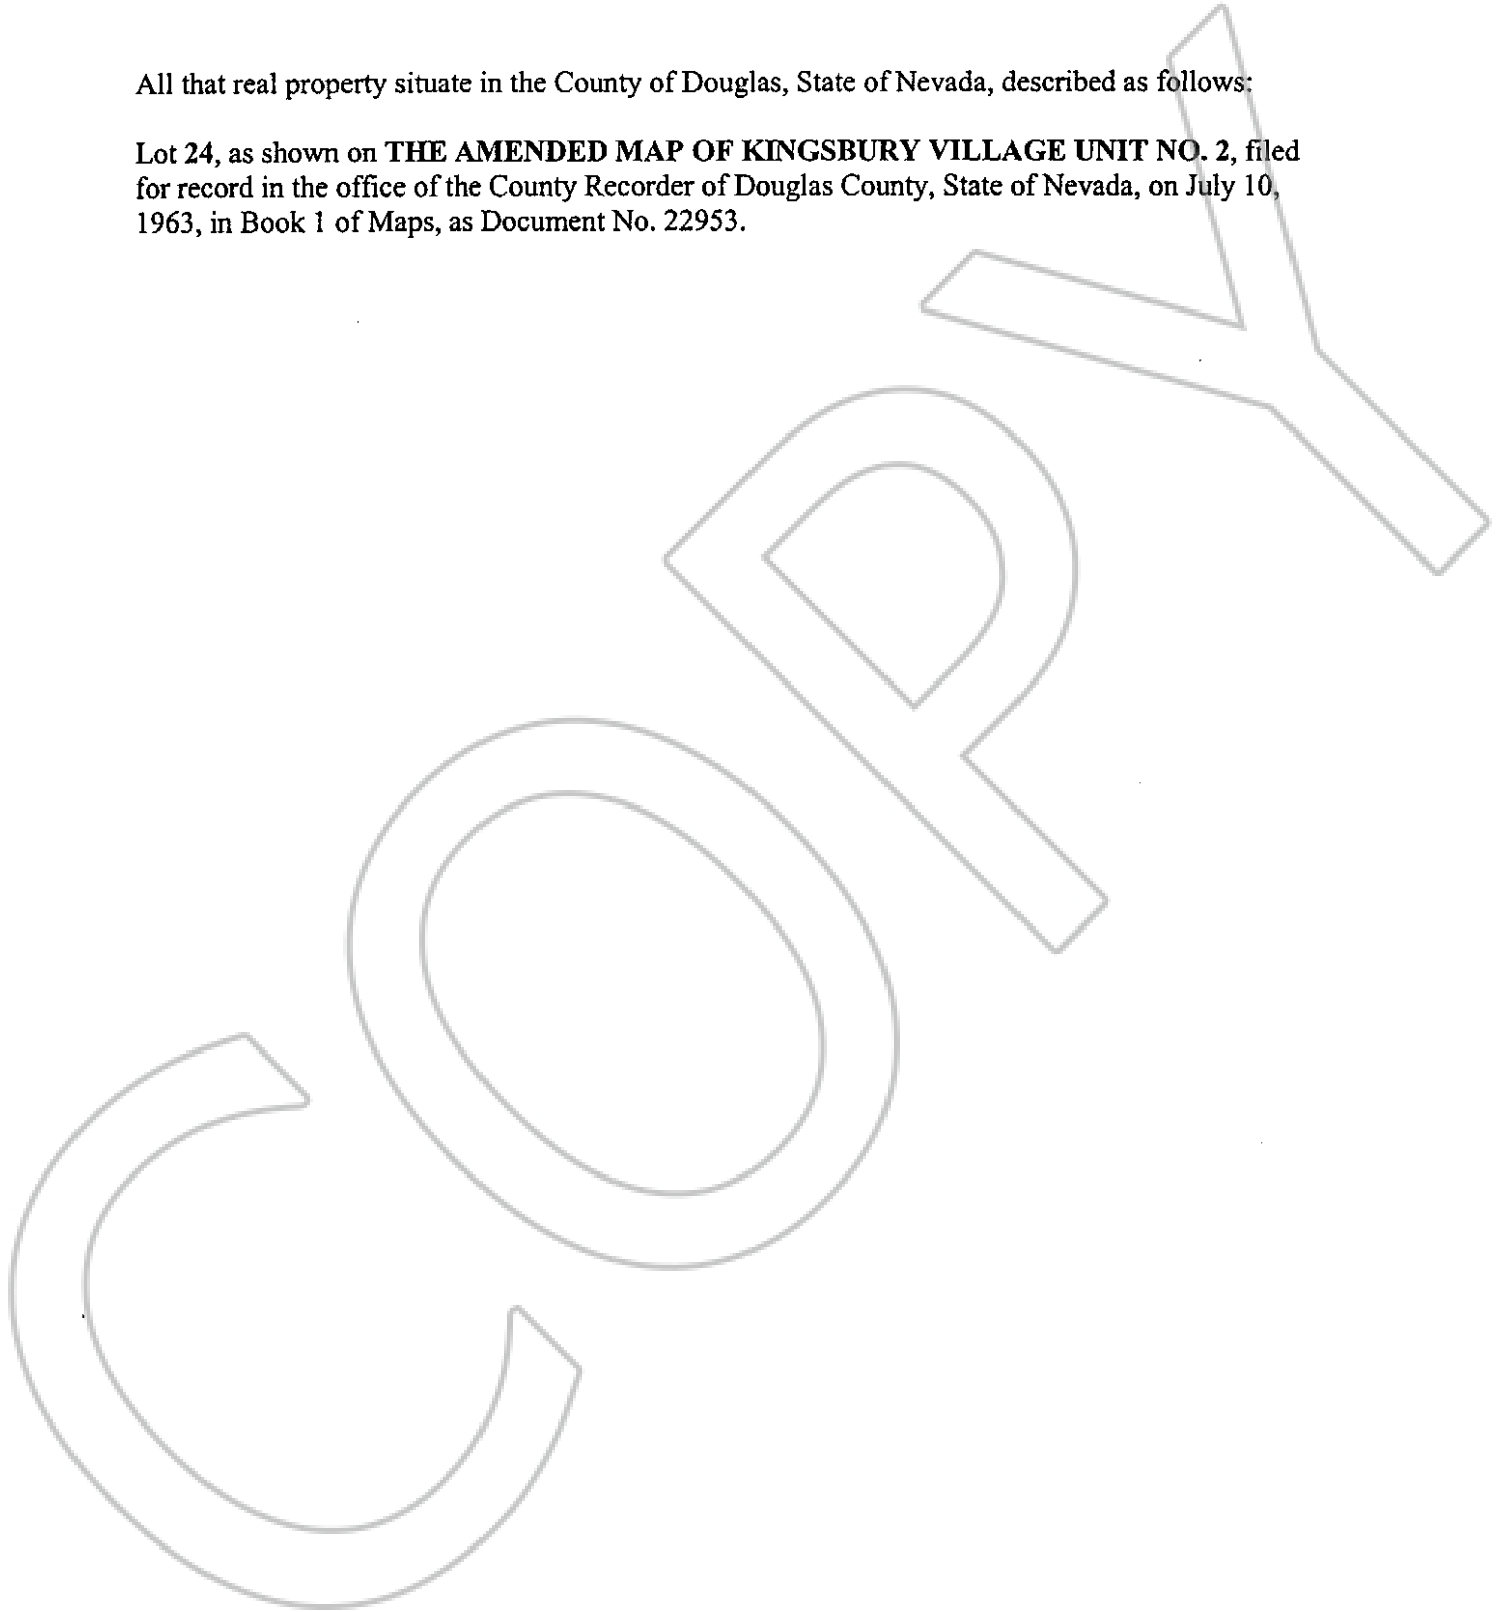 All that real property situate in the County of Douglas, State of Nevada, described as follows:
Lot 24, as shown on THE AMENDED MAP OF KINGSBURY VILLAGE UNIT NO. 2, filed
for record in the office of the County Recorder of Douglas County, State of Nevada, on July 10,
1963, in Book 1 of Maps, as Document No. 22953.
COPY